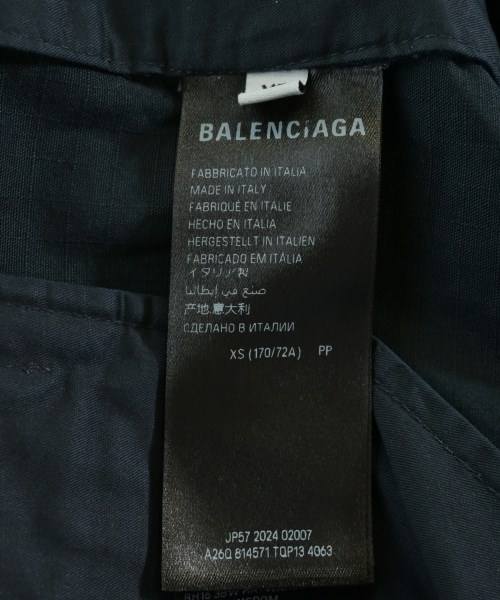 BALENCIAGA
FABBRICATO IN ITALIA
MADE IN ITALY
FABRIQUÉ EN ITALIE
HECHO EN ITALIA
HERGESTELLT IN ITALIEN
FABRICADO EM ITÁLIA
イタリア製
صنع في إيطاليا
产地.意大利
СДЕЛАНО В ИТАЛИИ
XS (170/72A) PP
JP57 2024 02007
A26Q 814571 TQP13 4063